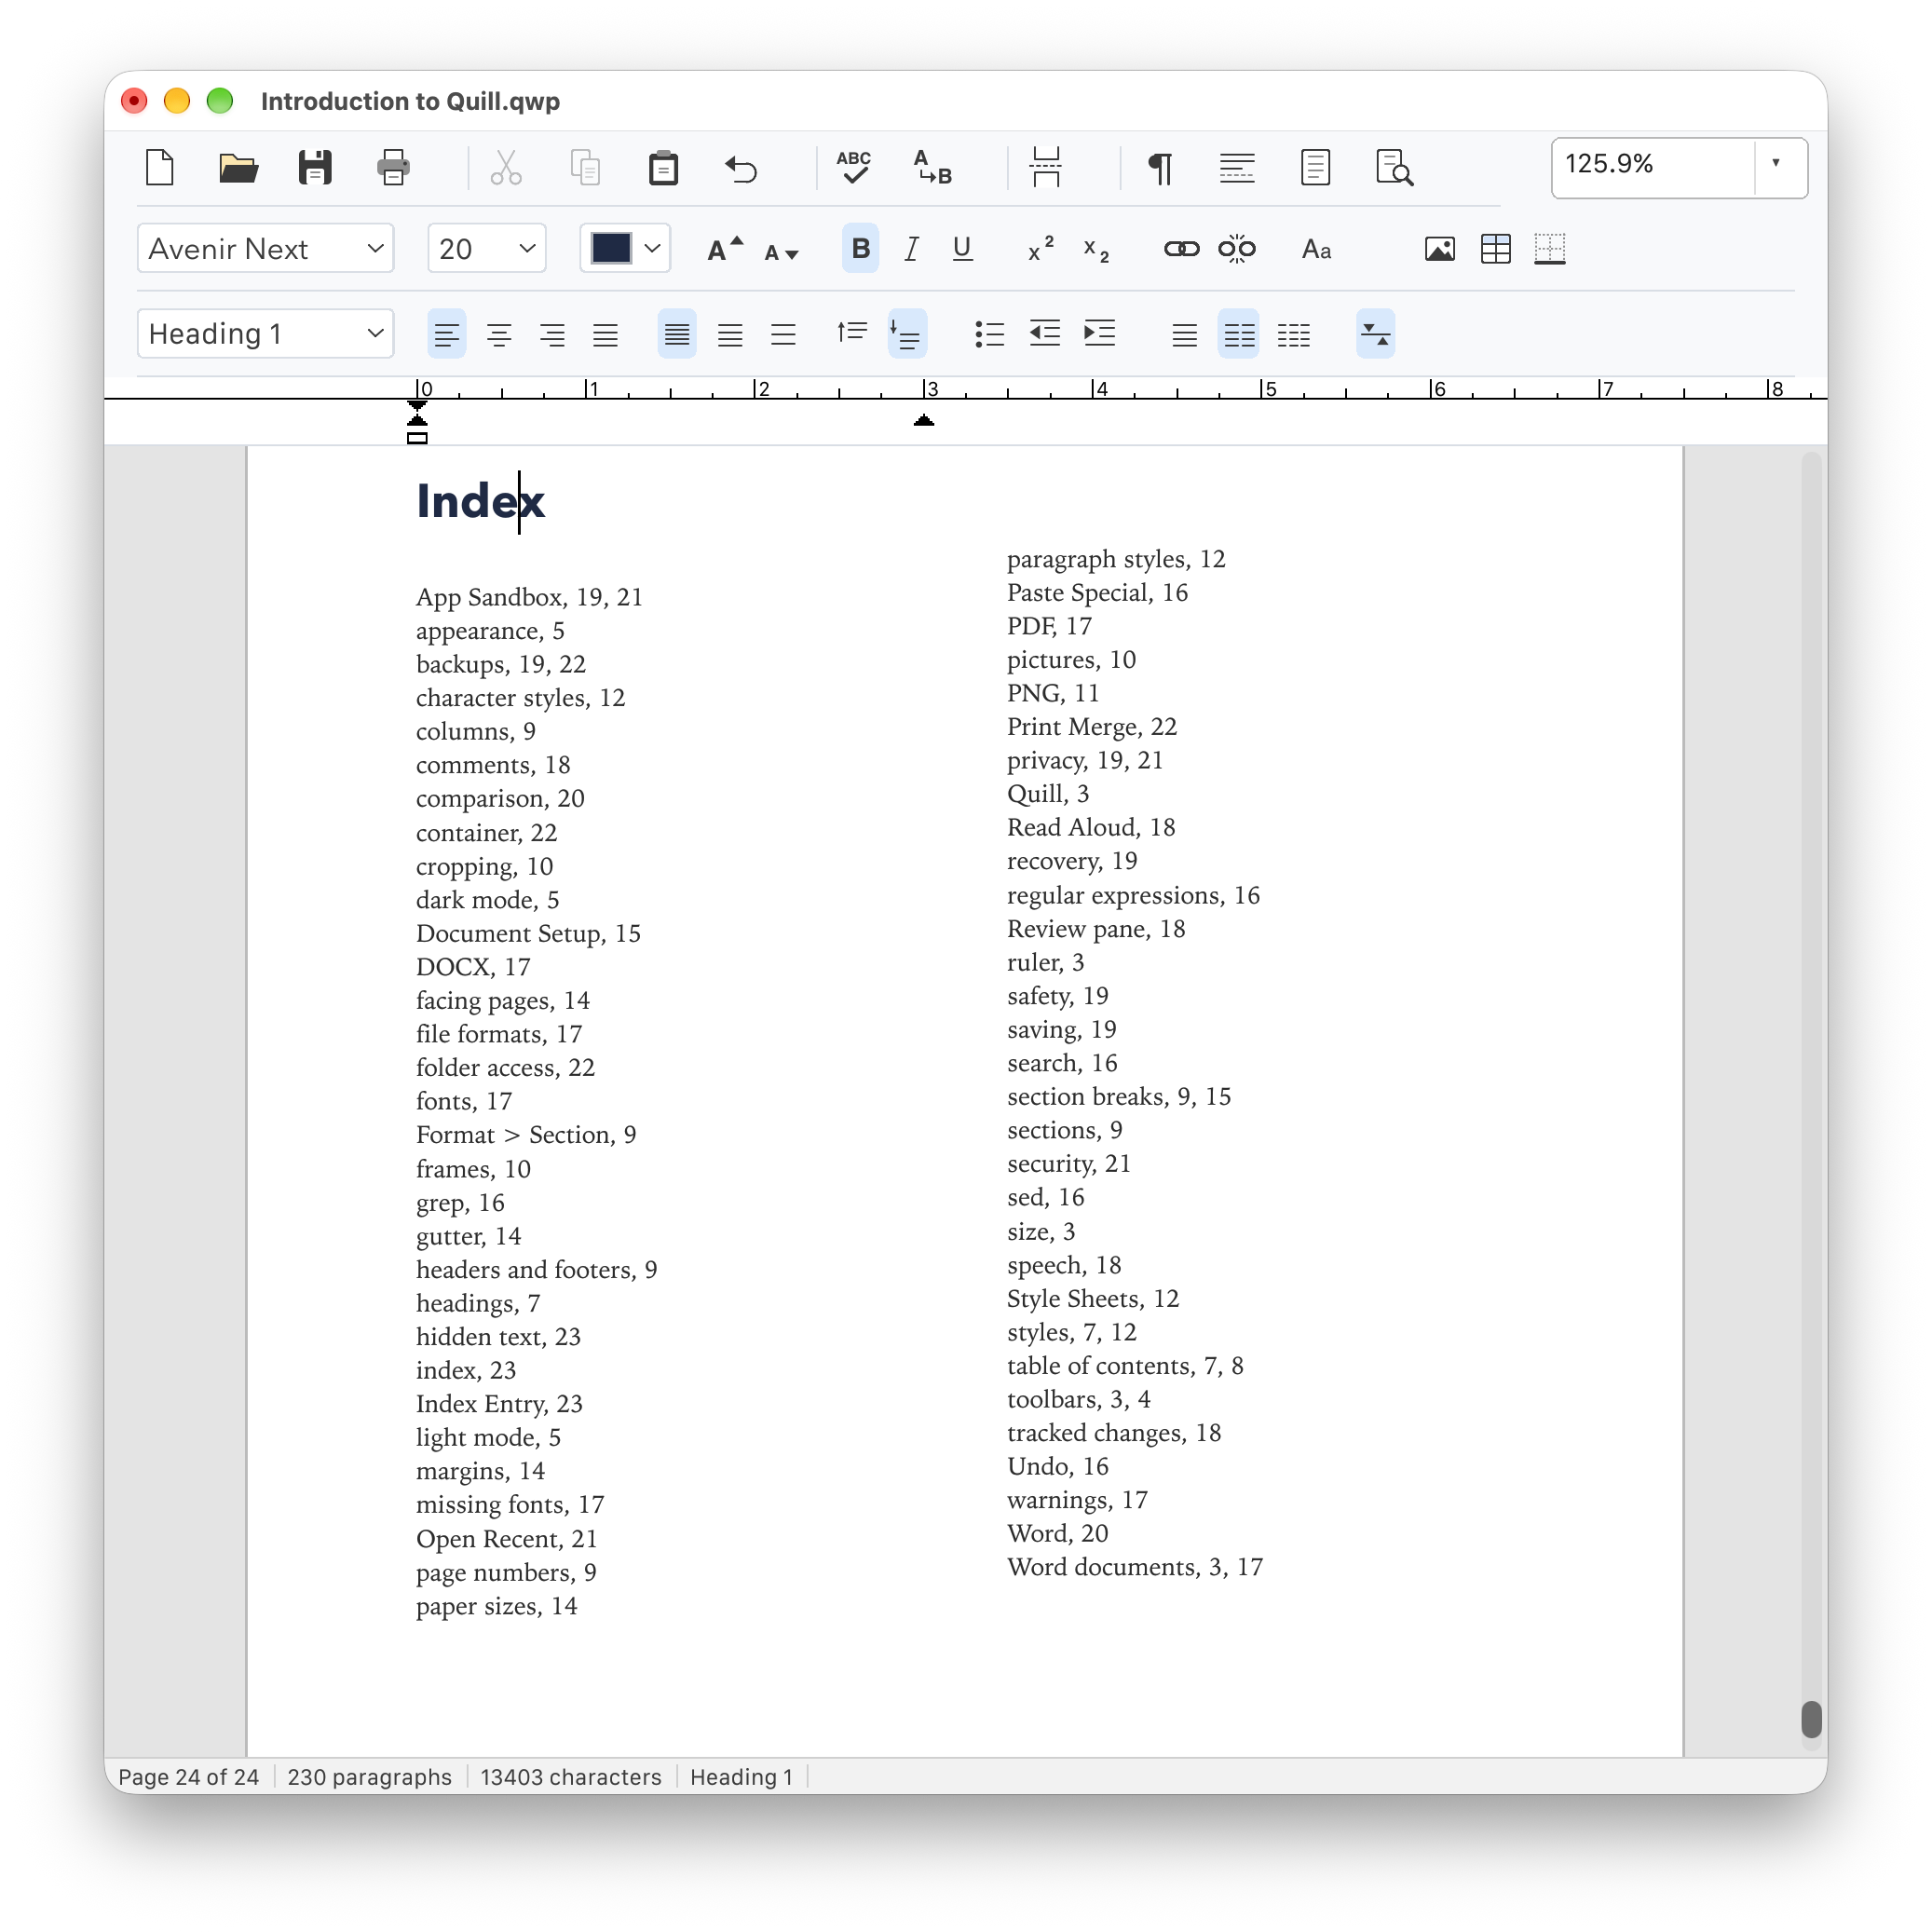 Introduction to Quill.qwp
ABC
A
B
125.9%
Avenir Next
20
A
A
B
I
U
x2
x2
Aa
Heading 1
0 1 2 3 4 5 6 7 8
Index
App Sandbox, 19, 21
appearance, 5
backups, 19, 22
character styles, 12
columns, 9
comments, 18
comparison, 20
container, 22
cropping, 10
dark mode, 5
Document Setup, 15
DOCX, 17
facing pages, 14
file formats, 17
folder access, 22
fonts, 17
Format > Section, 9
frames, 10
grep, 16
gutter, 14
headers and footers, 9
headings, 7
hidden text, 23
index, 23
Index Entry, 23
light mode, 5
margins, 14
missing fonts, 17
Open Recent, 21
page numbers, 9
paper sizes, 14
paragraph styles, 12
Paste Special, 16
PDF, 17
pictures, 10
PNG, 11
Print Merge, 22
privacy, 19, 21
Quill, 3
Read Aloud, 18
recovery, 19
regular expressions, 16
Review pane, 18
ruler, 3
safety, 19
saving, 19
search, 16
section breaks, 9, 15
sections, 9
security, 21
sed, 16
size, 3
speech, 18
Style Sheets, 12
styles, 7, 12
table of contents, 7, 8
toolbars, 3, 4
tracked changes, 18
Undo, 16
warnings, 17
Word, 20
Word documents, 3, 17
Page 24 of 24
230 paragraphs
13403 characters
Heading 1